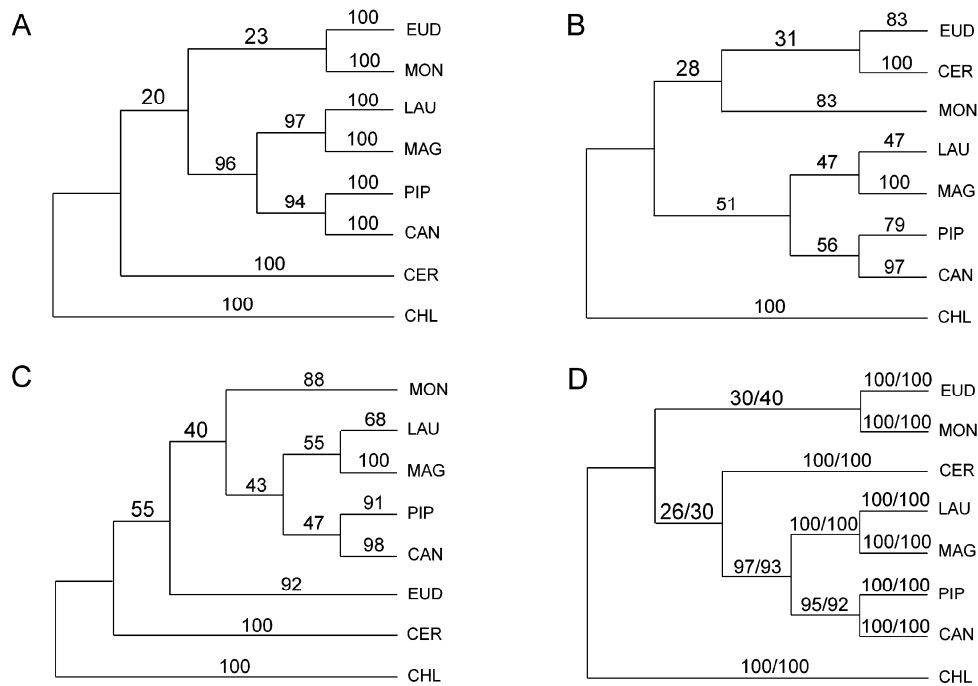 A
100 EUD
23
100 MON
20
100 LAU
97
100 MAG
96
100 PIP
94
100 CAN
100 CER
100 CHL
B
83 EUD
31
100 CER
28
83 MON
47 LAU
47
100 MAG
51
79 PIP
56
97 CAN
100 CHL
C
88 MON
40
68 LAU
55
100 MAG
43
55
91 PIP
47
98 CAN
92 EUD
100 CER
100 CHL
D
100/100 EUD
30/40
100/100 MON
100/100 CER
26/30
100/100 LAU
100/100
100/100 MAG
97/93
100/100 PIP
95/92
100/100 CAN
100/100 CHL